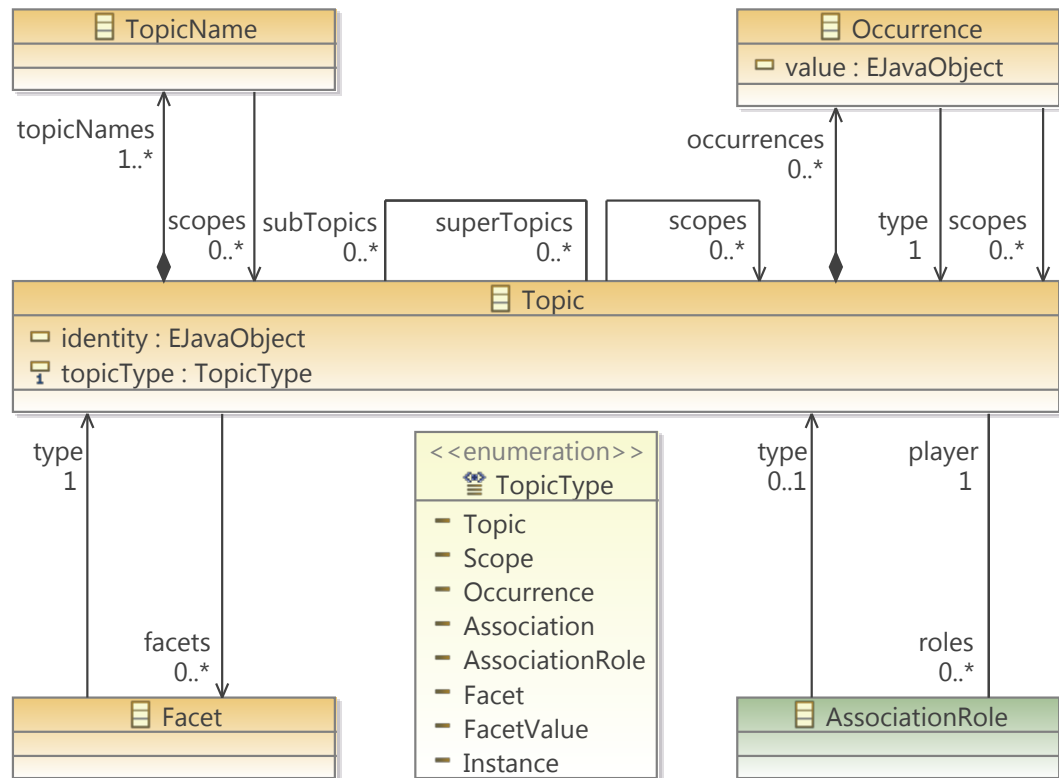 TopicName
Occurrence
value : EJavaObject
topicNames
1..*
occurrences
0..*
scopes
0..*
subTopics
0..*
superTopics
0..*
scopes
0..*
type
1
scopes
0..*
Topic
identity : EJavaObject
1
topicType : TopicType
type
1
<<enumeration>>
TopicType
Topic
Scope
Occurrence
Association
AssociationRole
Facet
FacetValue
Instance
type
0..1
player
1
facets
0..*
roles
0..*
Facet
AssociationRole